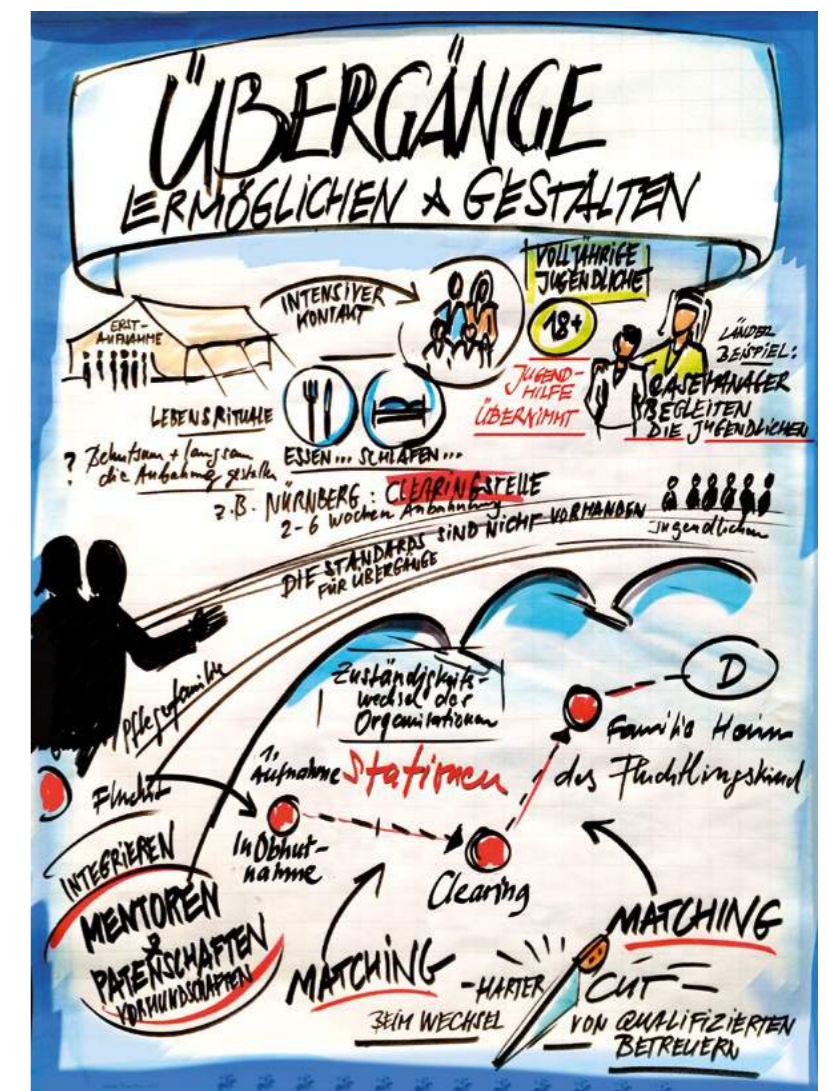 ÜBERGÄNGE
ERMÖGLICHEN & GESTALTEN
ERST-
AUFNAHME
INTENSIVER
KONTAKT
VOLLJÄHRIGE
JUGENDLICHE
18+
JUGEND-
HILFE
ÜBERNIMMT
LÄNDER
BEISPIEL:
CASEMANAGER
BEGLEITEN
DIE JUGENDLICHEN
LEBENSRITUALE
ESSEN... SCHLAFEN...
? Behutsam + langsam
die Anbahnung gestalten
z.B. NÜRNBERG: CLEARINGSTELLE
2-6 Wochen Anbahnung
DIE STANDARDS SIND NICHT VORHANDEN
FÜR ÜBERGÄNGE
Jugendlichen
Pflegefamilie
Zuständigkeits-
wechsel der
Organisationen
D
Familie Heim
das Fluchtlingskind
1.
Aufnahme
Stationen
Flucht
InObhut-
nahme
Clearing
INTEGRIEREN
MENTOREN
&
PATENSCHAFTEN
VORMUNDSCHAFTEN
MATCHING
MATCHING
-HARTER CUT-
BEIM WECHSEL VON QUALIFIZIERTEN
BETREUERN